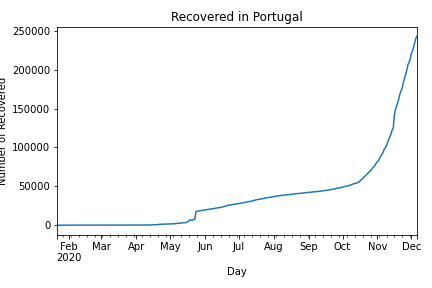 Recovered in Portugal
Number of Recovered
250000
200000
150000
100000
50000
0
Feb Mar Apr May Jun Jul Aug Sep Oct Nov Dec
2020
Day